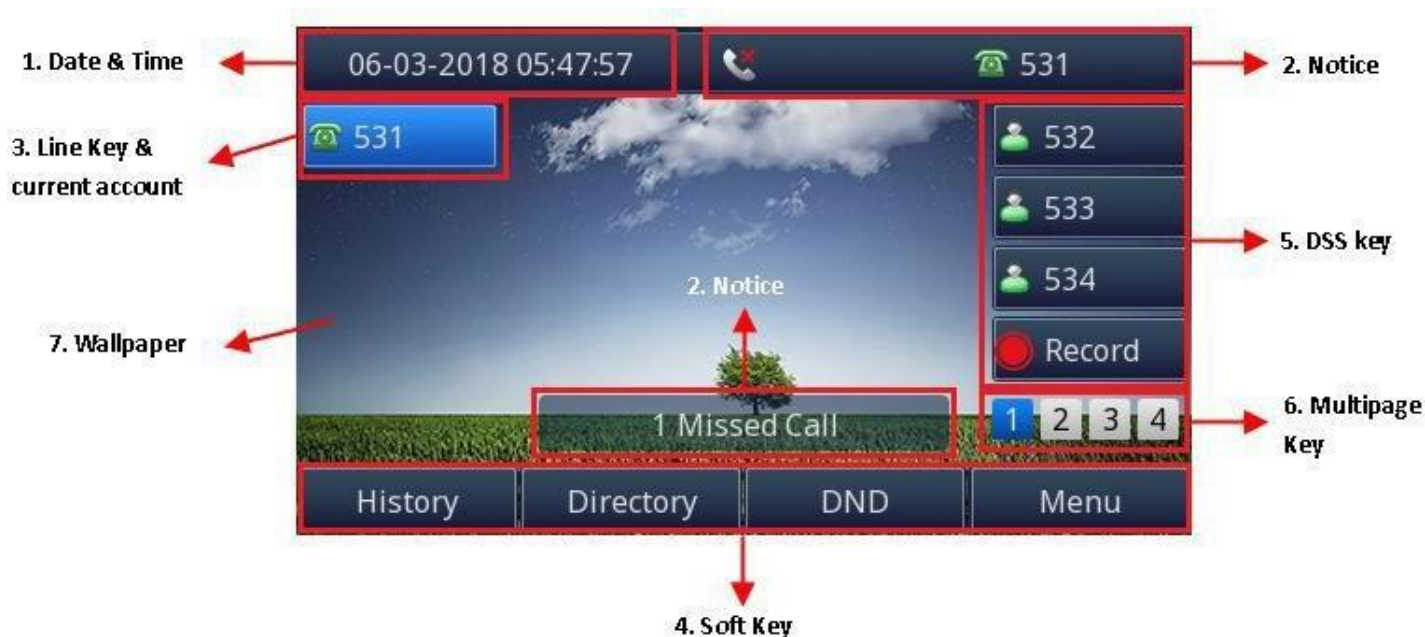 1. Date & Time
06-03-2018 05:47:57
531
2. Notice
3. Line Key &
current account
531
532
533
534
Record
5. DSS key
2. Notice
7. Wallpaper
1 Missed Call
1 2 3 4
6. Multipage
Key
History Directory DND Menu
4. Soft Key